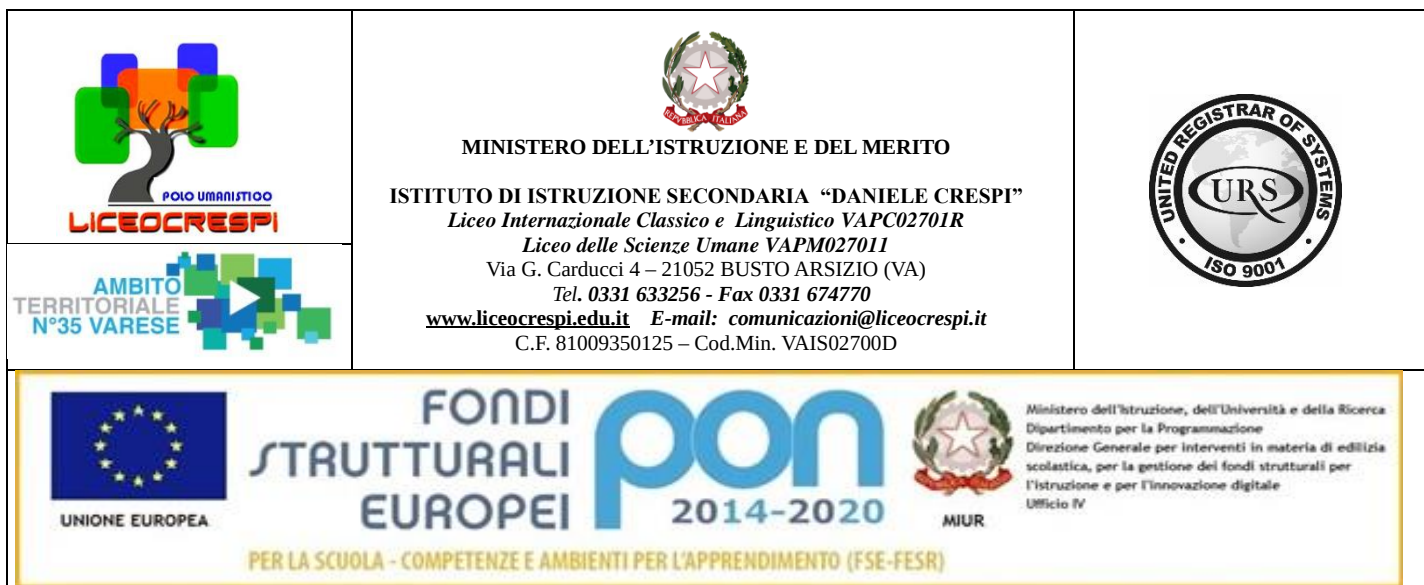 POLO UMANISTICO
LICEOCRESPI
AMBITO
TERRITORIALE
N°35 VARESE
REPVBBLICA ITALIANA
MINISTERO DELL’ISTRUZIONE E DEL MERITO
ISTITUTO DI ISTRUZIONE SECONDARIA “DANIELE CRESPI”
Liceo Internazionale Classico e Linguistico VAPC02701R
Liceo delle Scienze Umane VAPM027011
Via G. Carducci 4 – 21052 BUSTO ARSIZIO (VA)
Tel. 0331 633256 - Fax 0331 674770
www.liceocrespi.edu.it E-mail: comunicazioni@liceocrespi.it
C.F. 81009350125 – Cod.Min. VAIS02700D
UNITED REGISTRAR OF SYSTEMS
URS
ISO 9001
UNIONE EUROPEA
FONDI
STRUTTURALI
EUROPEI
pon
2014-2020
MIUR
Ministero dell'Istruzione, dell'Università e della Ricerca
Dipartimento per la Programmazione
Direzione Generale per interventi in materia di edilizia
scolastica, per la gestione dei fondi strutturali per
l'istruzione e per l'innovazione digitale
Ufficio IV
PER LA SCUOLA - COMPETENZE E AMBIENTI PER L'APPRENDIMENTO (FSE-FESR)